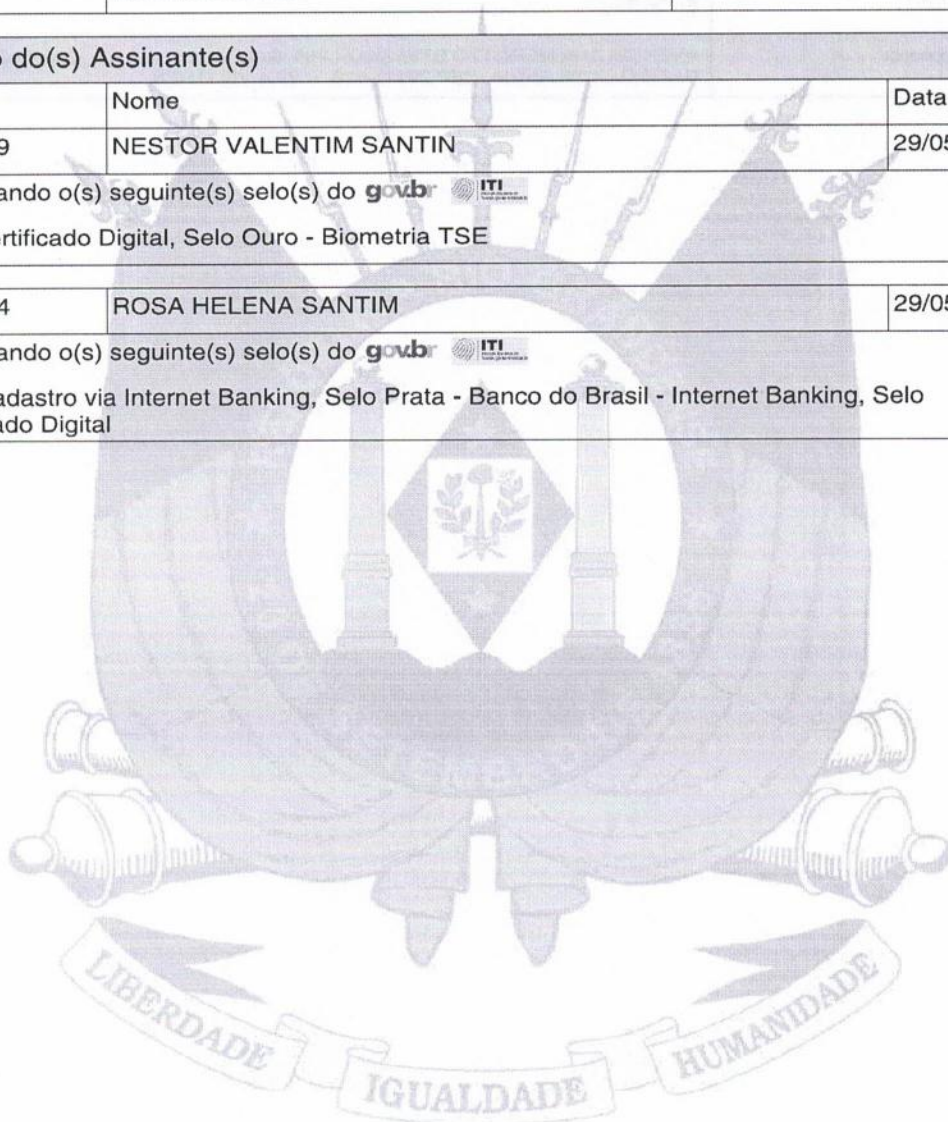 o do(s) Assinante(s)
Nome Data
9 NESTOR VALENTIM SANTIN 29/05
ando o(s) seguinte(s) selo(s) do gov.br ITI
ertificado Digital, Selo Ouro - Biometria TSE
4 ROSA HELENA SANTIM 29/05
ando o(s) seguinte(s) selo(s) do gov.br ITI
adastro via Internet Banking, Selo Prata - Banco do Brasil - Internet Banking, Selo
ado Digital
LIBERDADE IGUALDADE HUMANIDADE